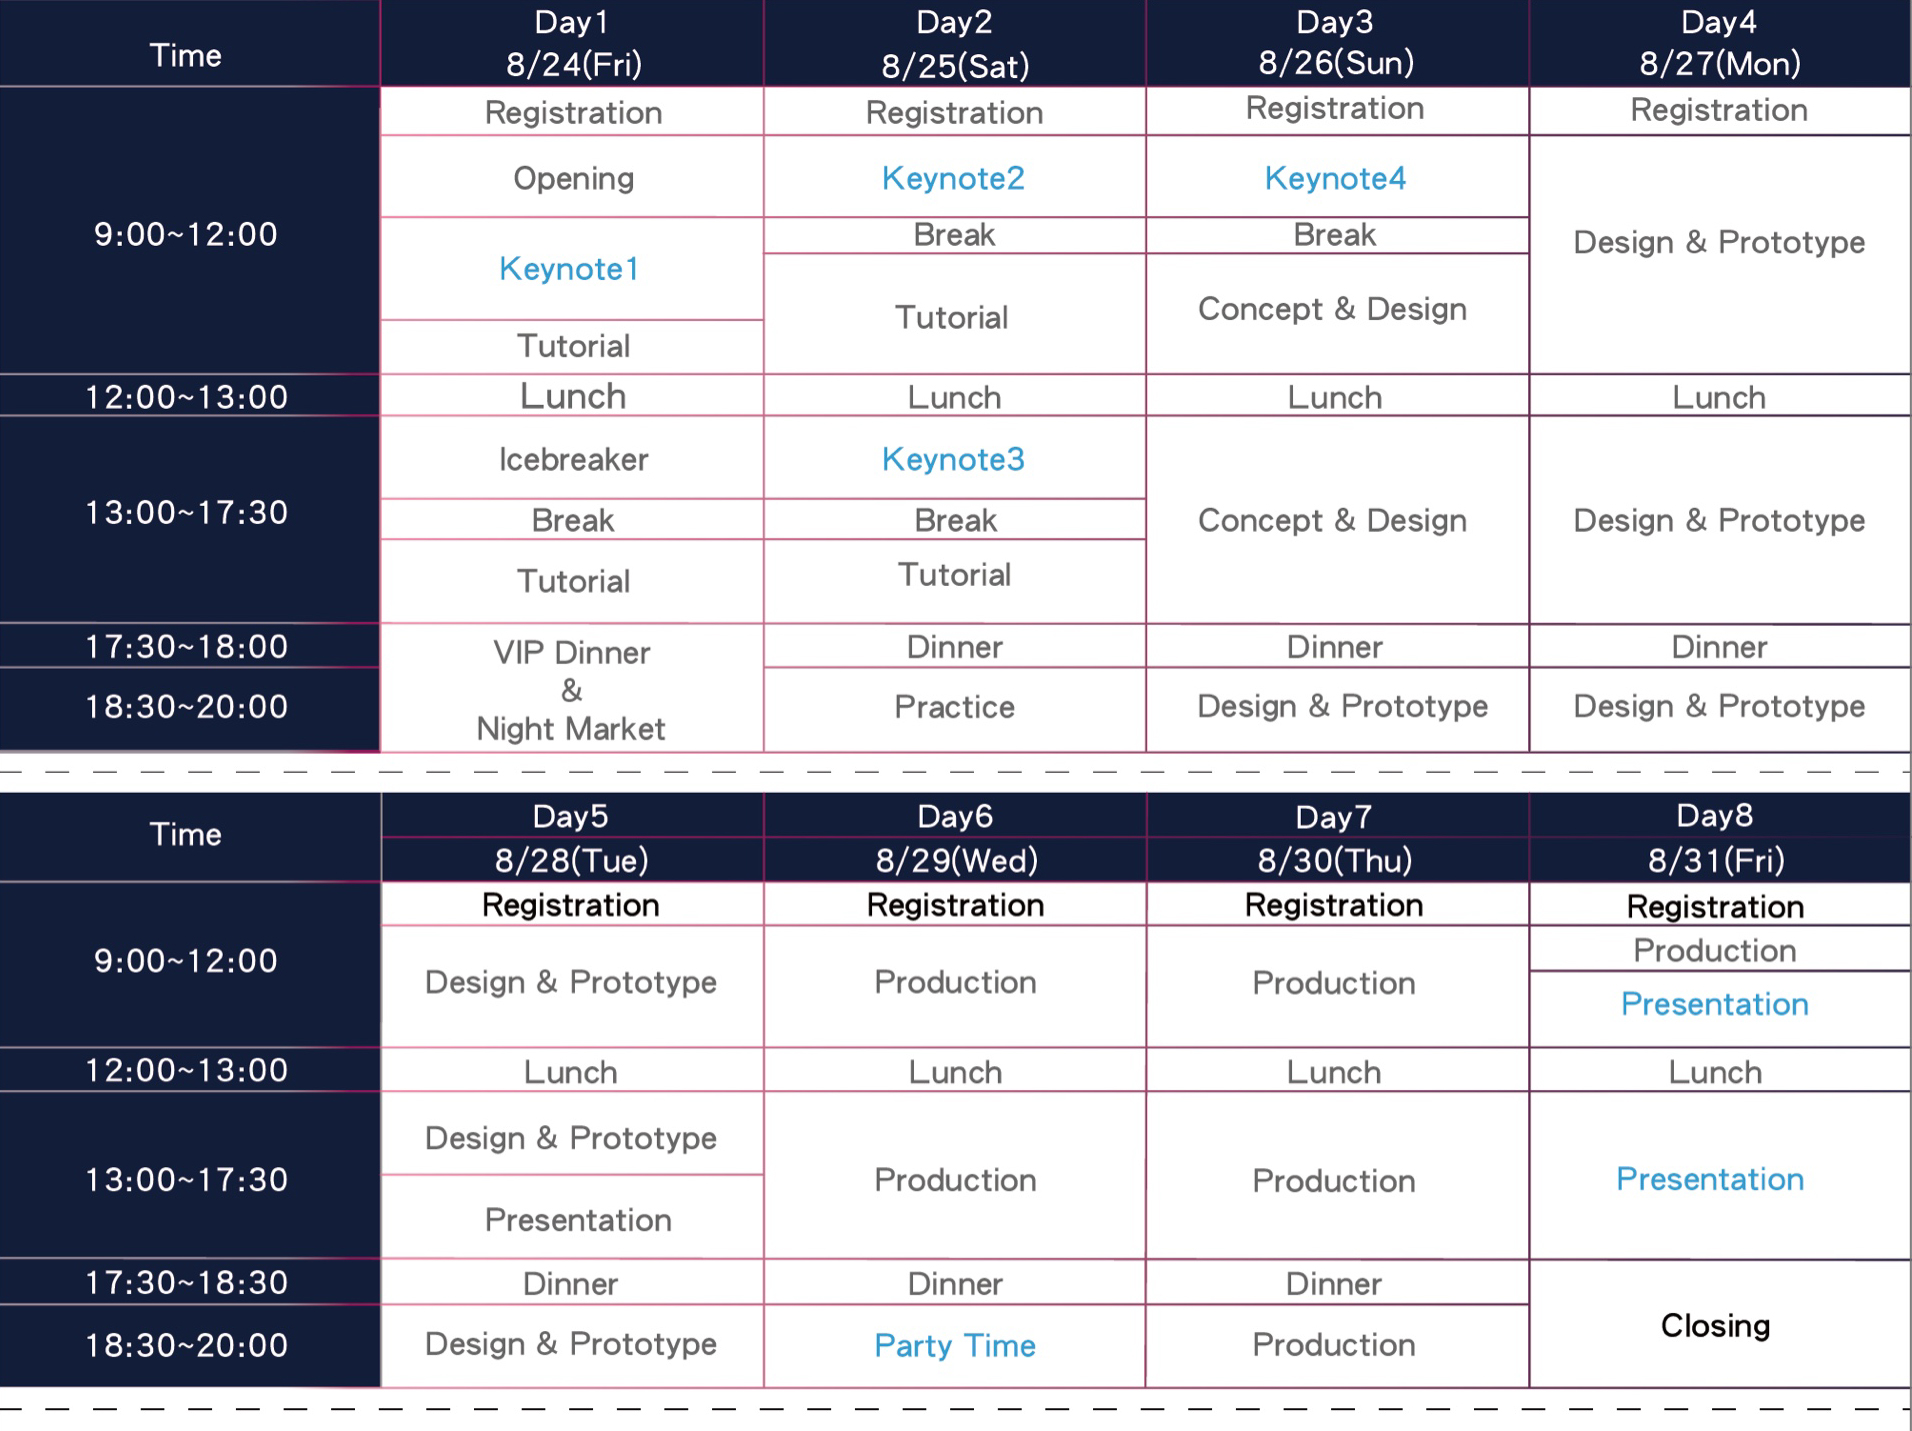 Time
Day1
8/24(Fri)
Day2
8/25(Sat)
Day3
8/26(Sun)
Day4
8/27(Mon)
9:00~12:00
Registration
Registration
Registration
Registration
Opening
Keynote2
Keynote4
Design & Prototype
Keynote1
Break
Break
Tutorial
Concept & Design
Tutorial
12:00~13:00
Lunch
Lunch
Lunch
Lunch
13:00~17:30
Icebreaker
Keynote3
Concept & Design
Design & Prototype
Break
Break
Tutorial
Tutorial
17:30~18:00
VIP Dinner
&
Night Market
Dinner
Dinner
Dinner
18:30~20:00
Practice
Design & Prototype
Design & Prototype
Time
Day5
8/28(Tue)
Day6
8/29(Wed)
Day7
8/30(Thu)
Day8
8/31(Fri)
9:00~12:00
Registration
Registration
Registration
Registration
Design & Prototype
Production
Production
Production
Presentation
12:00~13:00
Lunch
Lunch
Lunch
Lunch
13:00~17:30
Design & Prototype
Production
Production
Presentation
Presentation
17:30~18:30
Dinner
Dinner
Dinner
Closing
18:30~20:00
Design & Prototype
Party Time
Production